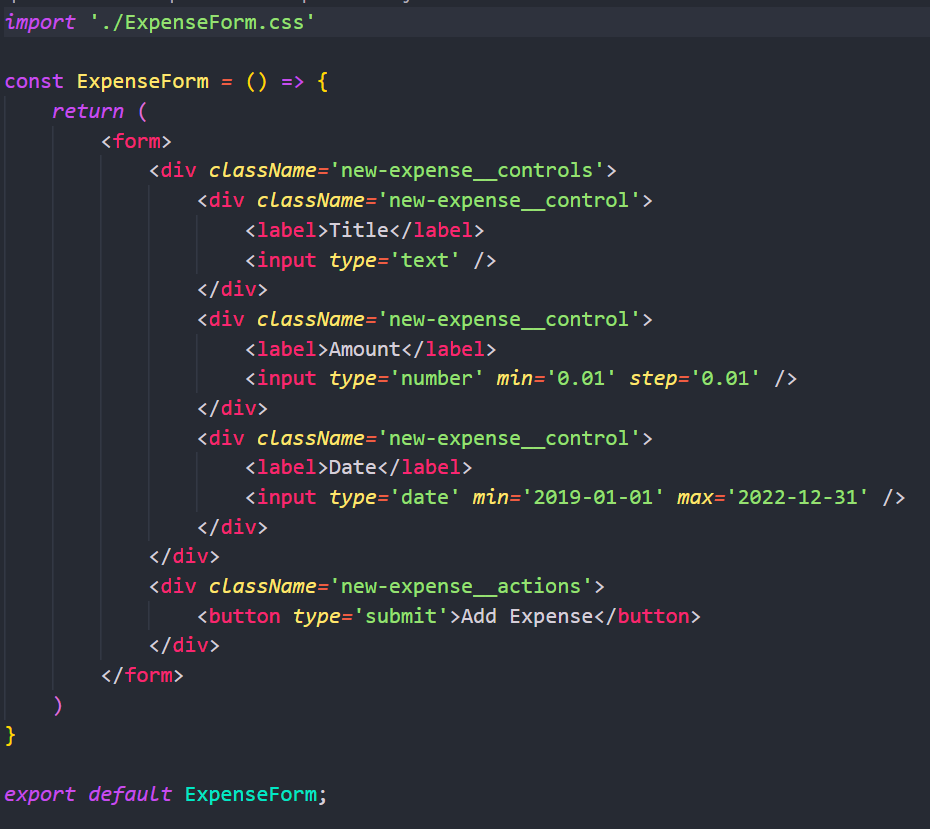 import './ExpenseForm.css'

const ExpenseForm = () => {
    return (
        <form>
            <div className='new-expense__controls'>
                <div className='new-expense__control'>
                    <label>Title</label>
                    <input type='text' />
                </div>
                <div className='new-expense__control'>
                    <label>Amount</label>
                    <input type='number' min='0.01' step='0.01' />
                </div>
                <div className='new-expense__control'>
                    <label>Date</label>
                    <input type='date' min='2019-01-01' max='2022-12-31' />
                </div>
            </div>
            <div className='new-expense__actions'>
                <button type='submit'>Add Expense</button>
            </div>
        </form>
    )
}

export default ExpenseForm;